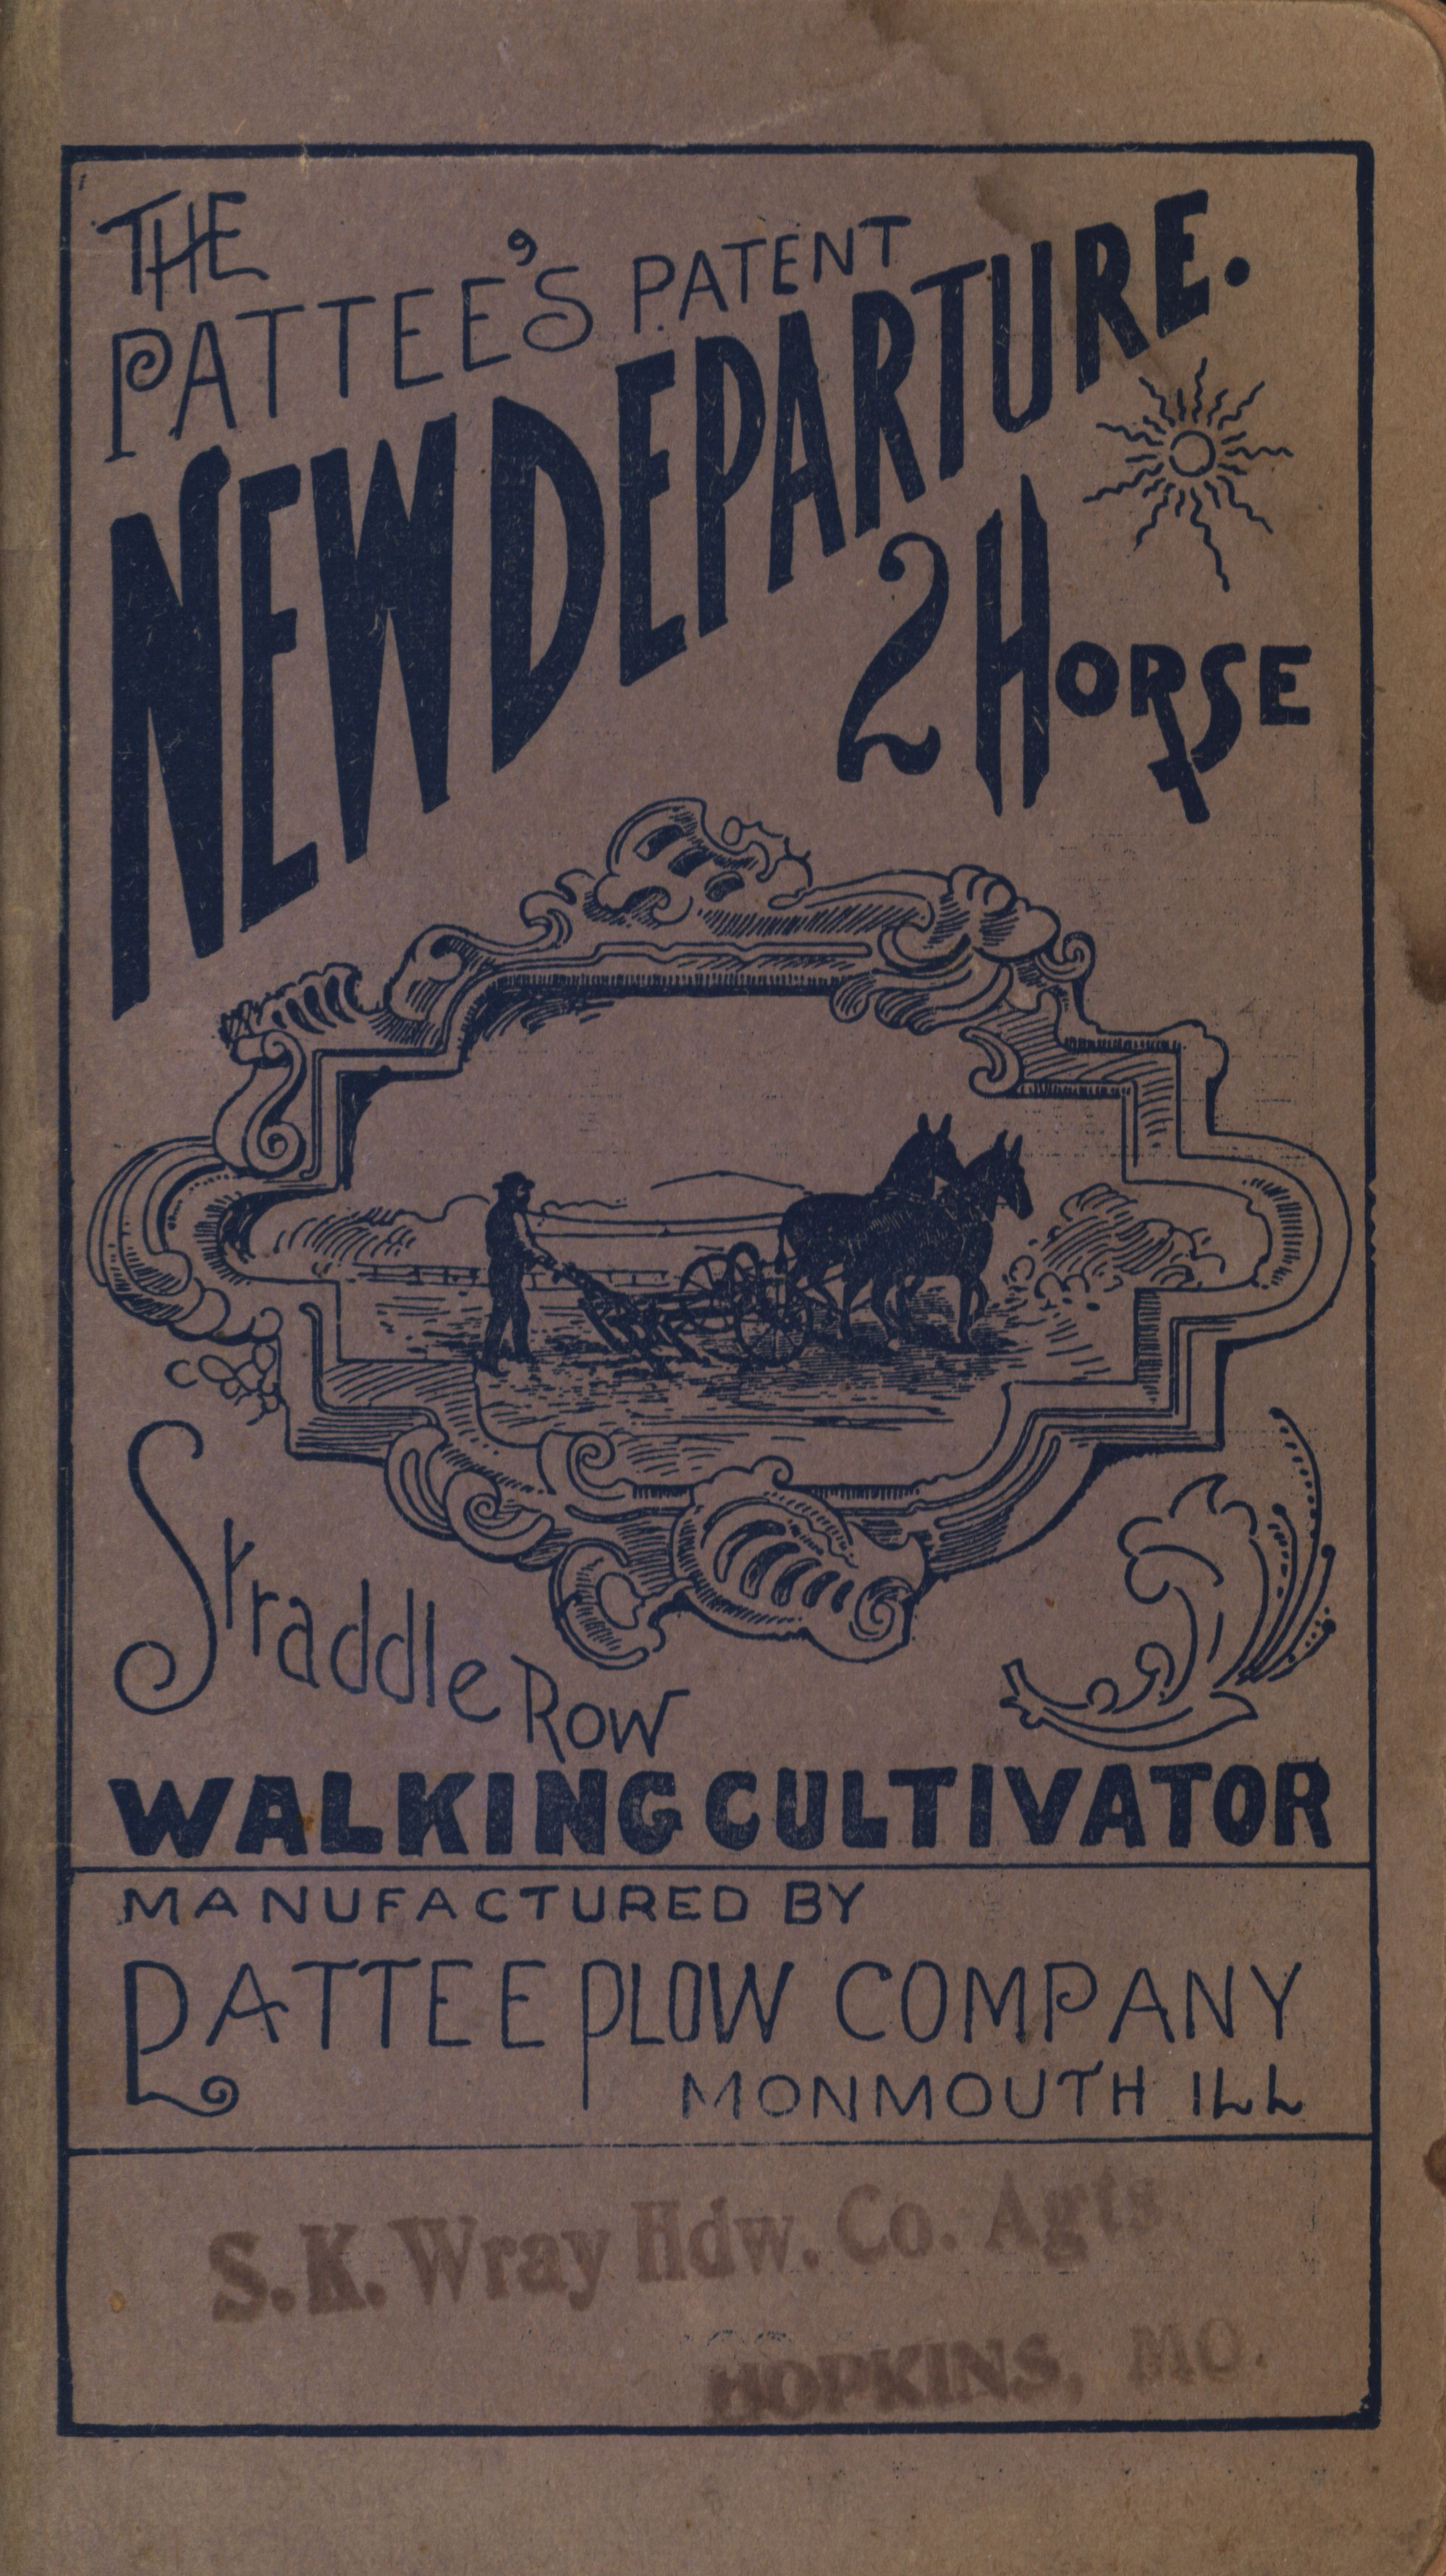 THE
PATTEE'S PATENT
NEW DEPARTURE.
2 HORSE
Straddle ROW
WALKING CULTIVATOR
MANUFACTURED BY
PATTEE PLOW COMPANY
MONMOUTH ILL
S. K. Wray Hdw. Co. Agts
HOPKINS, MO.